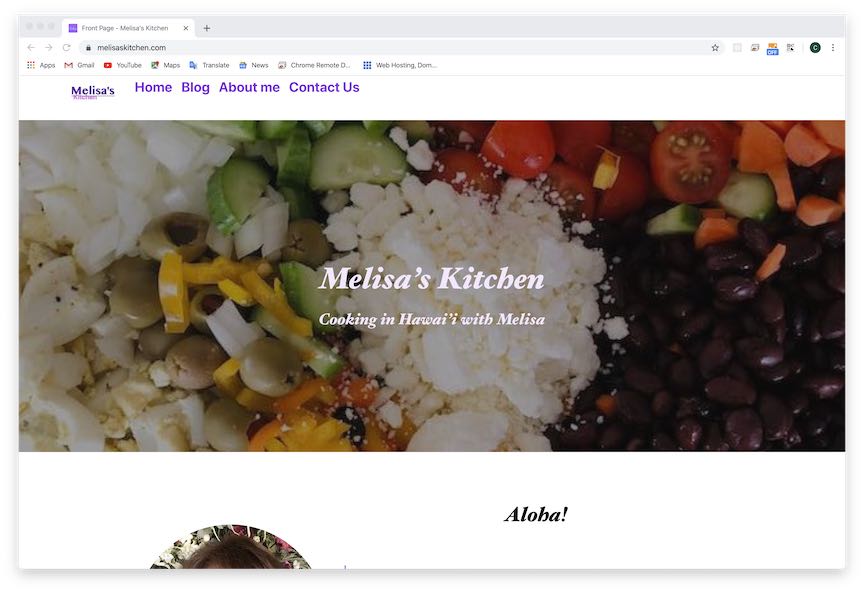 Front Page - Melisa's Kitchen
melisaskitchen.com
OFF
C
Apps Gmail YouTube Maps Translate News Chrome Remote D... Web Hosting, Dom...
Melisa's
Kitchen
Home Blog About me Contact Us
Melisa’s Kitchen
Cooking in Hawai’i with Melisa
Aloha!